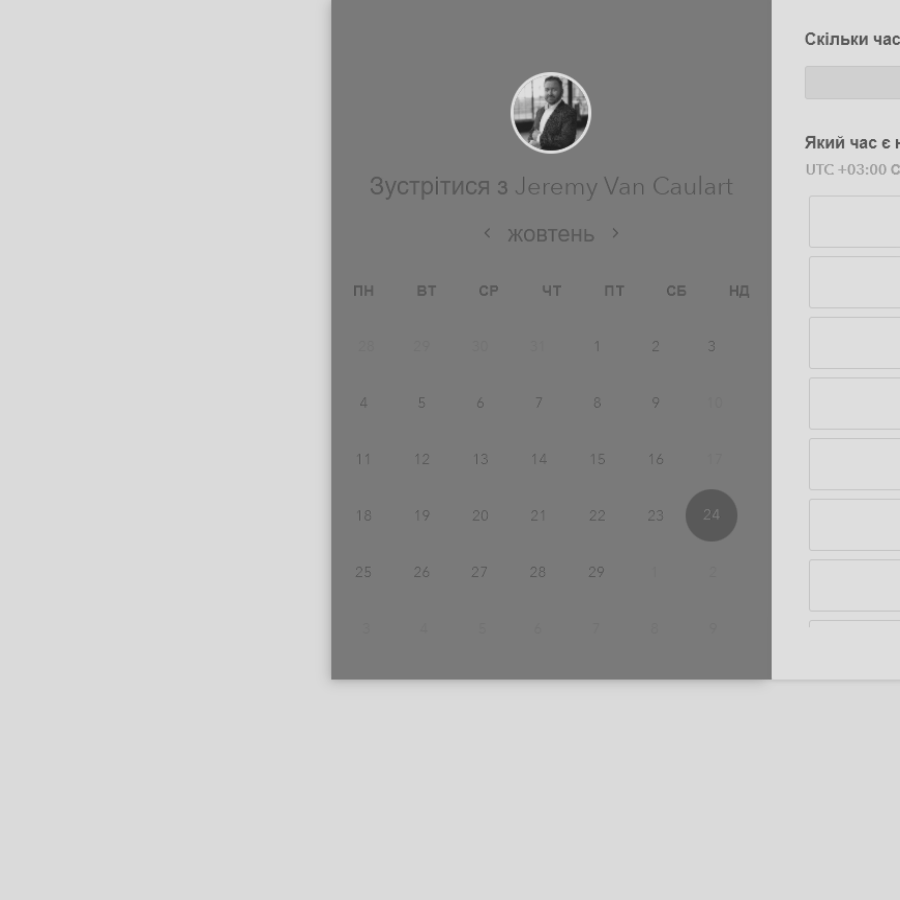 Зустрітися з Jeremy Van Caulart
жовтень
ПН ВТ СР ЧТ ПТ СБ НД
28 29 30 31 1 2 3
4 5 6 7 8 9 10
11 12 13 14 15 16 17
18 19 20 21 22 23 24
25 26 27 28 29 1 2
3 4 5 6 7 8 9
Скільки час
Який час є н
UTC +03:00 С